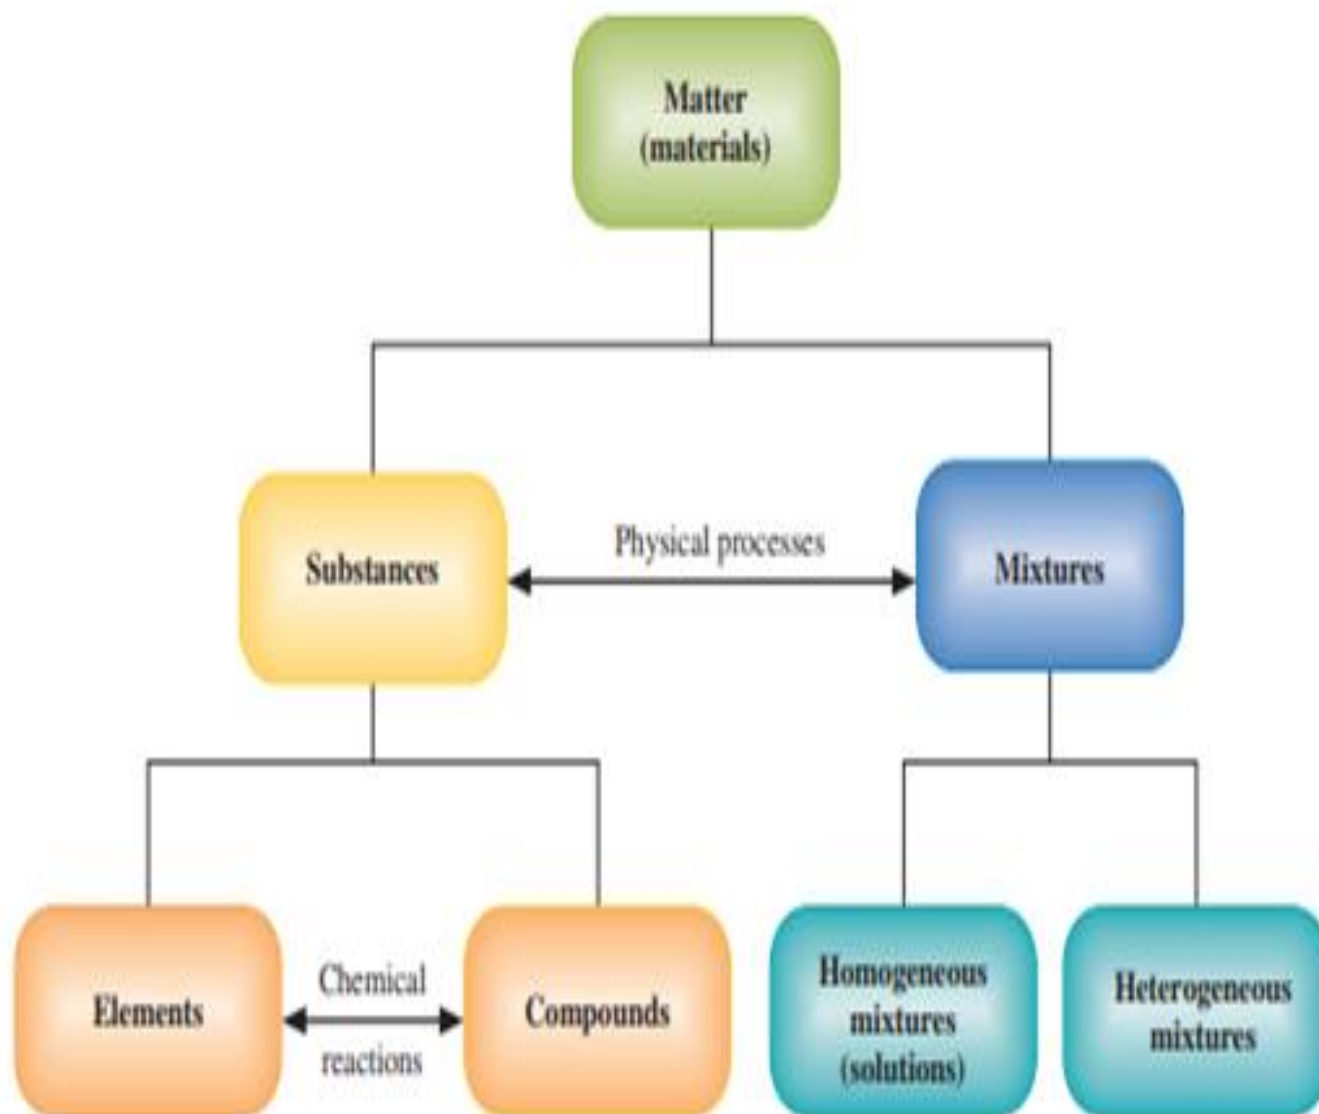 Matter
(materials)
Substances
Physical processes
Mixtures
Elements
Chemical
reactions
Compounds
Homogeneous
mixtures
(solutions)
Heterogeneous
mixtures